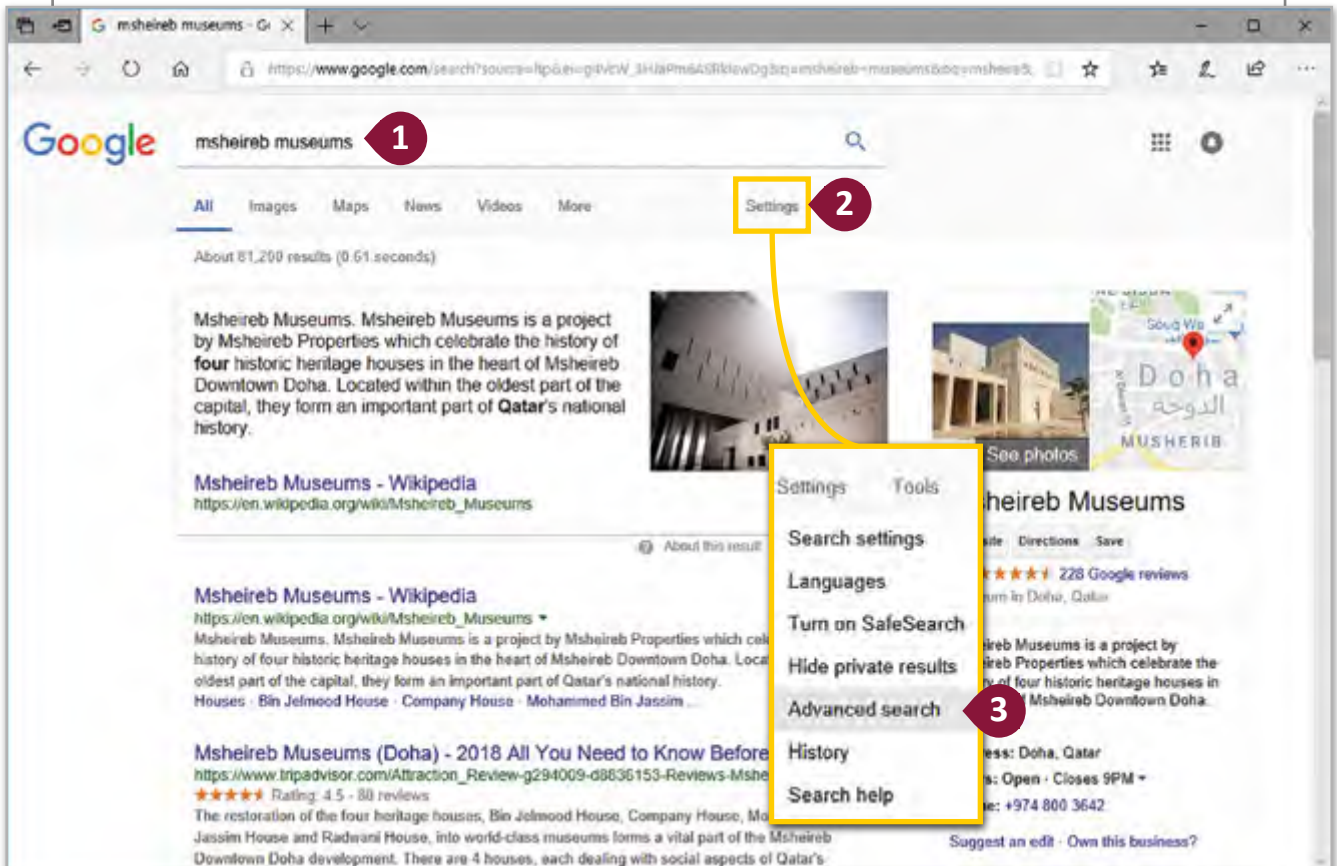 msheireb museums - G
https://www.google.com/search?source=hp&ei=
Google
msheireb museums
1
All Images Maps News Videos More Settings
2
About 81,200 results (0.61 seconds)
Msheireb Museums. Msheireb Museums is a project
by Msheireb Properties which celebrate the history of
four historic heritage houses in the heart of Msheireb
Downtown Doha. Located within the oldest part of the
capital, they form an important part of Qatar's national
history.
Msheireb Museums - Wikipedia
https://en.wikipedia.org/wiki/Msheireb_Museums
About this result
Msheireb Museums - Wikipedia
https://en.wikipedia.org/wiki/Msheireb_Museums
Msheireb Museums. Msheireb Museums is a project by Msheireb Properties which cel
history of four historic heritage houses in the heart of Msheireb Downtown Doha. Loca
oldest part of the capital, they form an important part of Qatar's national history.
Houses · Bin Jelmood House · Company House · Mohammed Bin Jassim ...
Msheireb Museums (Doha) - 2018 All You Need to Know Before
https://www.tripadvisor.com/Attraction_Review-g294009-d8836153-Reviews-Mshe
Rating: 4.5 - 80 reviews
The restoration of the four heritage houses, Bin Jelmood House, Company House, Mo
Jassim House and Radwani House, into world-class museums forms a vital part of the Msheireb
Downtown Doha development. There are 4 houses, each dealing with social aspects of Qatar's
Settings Tools
Search settings
Languages
Turn on SafeSearch
Hide private results
Advanced search
3
History
Search help
Souq Wa
Doha
الدوحة
MUSHERIB
See photos
sheireb Museums
site Directions Save
228 Google reviews
um in Doha, Qatar
eireb Museums is a project by
eireb Properties which celebrate the
y of four historic heritage houses in
Msheireb Downtown Doha.
ess: Doha, Qatar
s: Open · Closes 9PM
ne: +974 800 3642
Suggest an edit · Own this business?